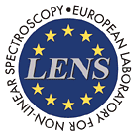 EUROPEAN LABORATORY FOR NON-LINEAR SPECTROSCOPY •
LENS